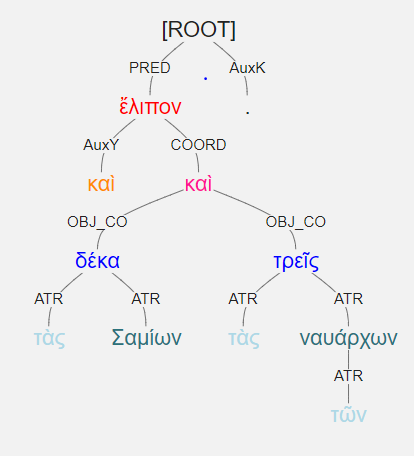 [ROOT]
PRED AuxK
ἔλιπον .
AuxY COORD
καὶ καὶ
OBJ_CO OBJ_CO
δέκα τρεῖς
ATR ATR ATR ATR
τὰς Σαμίων τὰς ναυάρχων
ATR
τῶν